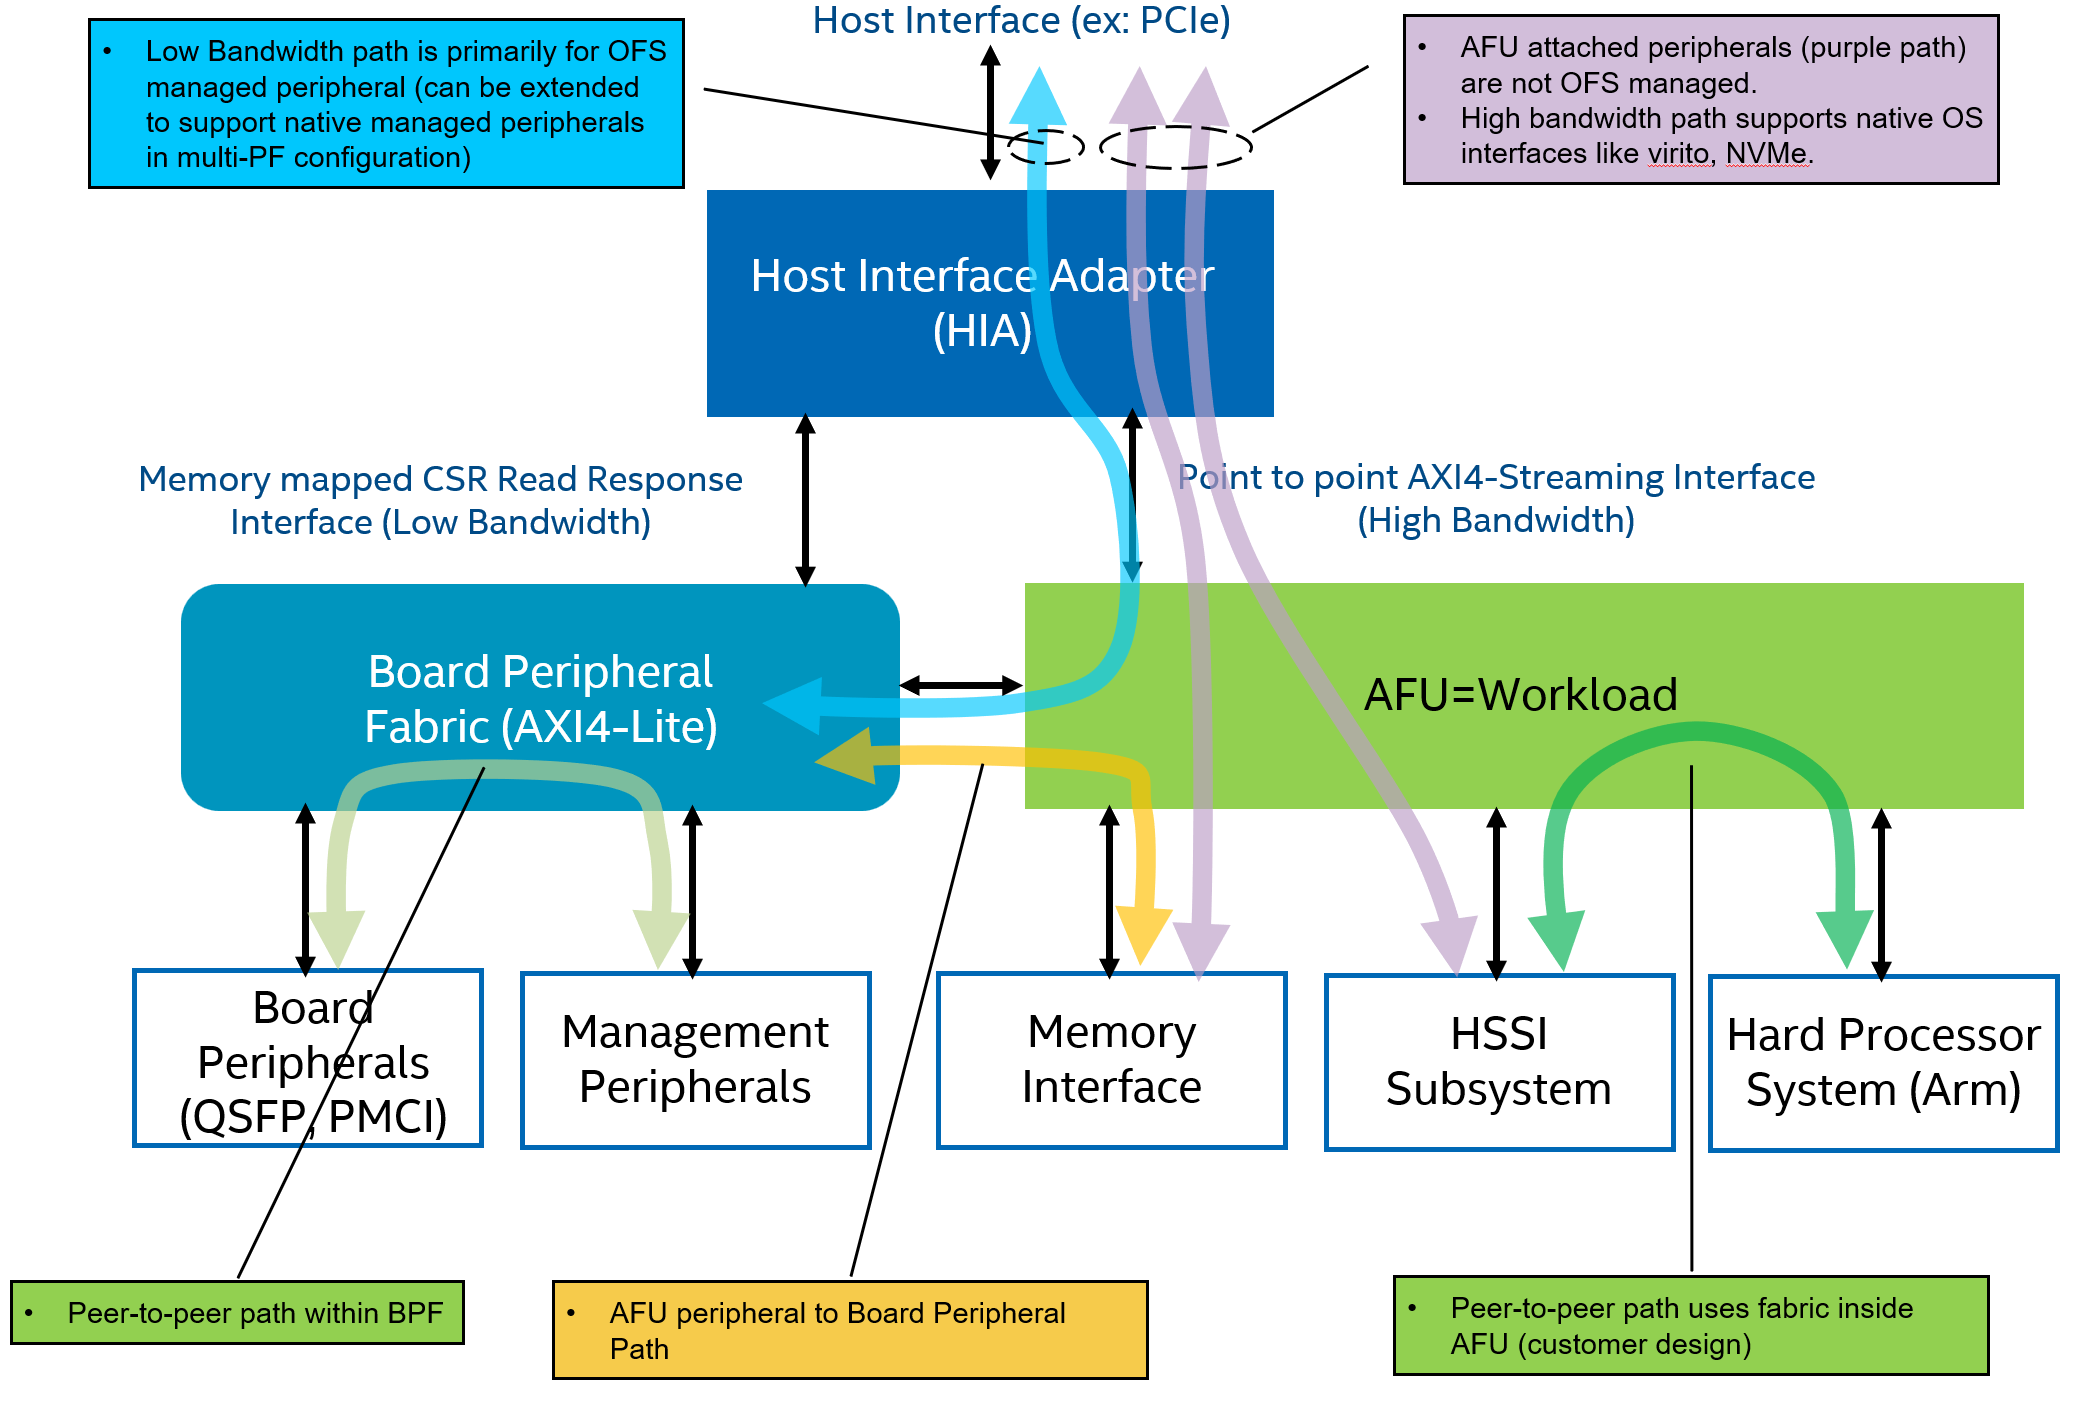 Host Interface (ex: PCIe)
• Low Bandwidth path is primarily for OFS
managed peripheral (can be extended
to support native managed peripherals
in multi-PF configuration)
• AFU attached peripherals (purple path)
are not OFS managed.
• High bandwidth path supports native OS
interfaces like virito, NVMe.
Host Interface Adapter
(HIA)
Memory mapped CSR Read Response
Interface (Low Bandwidth)
Point to point AXI4-Streaming Interface
(High Bandwidth)
Board Peripheral
Fabric (AXI4-Lite)
AFU=Workload
Board
Peripherals
(QSFP, PMCI)
Management
Peripherals
Memory
Interface
HSSI
Subsystem
Hard Processor
System (Arm)
• Peer-to-peer path within BPF
• AFU peripheral to Board Peripheral
Path
• Peer-to-peer path uses fabric inside
AFU (customer design)